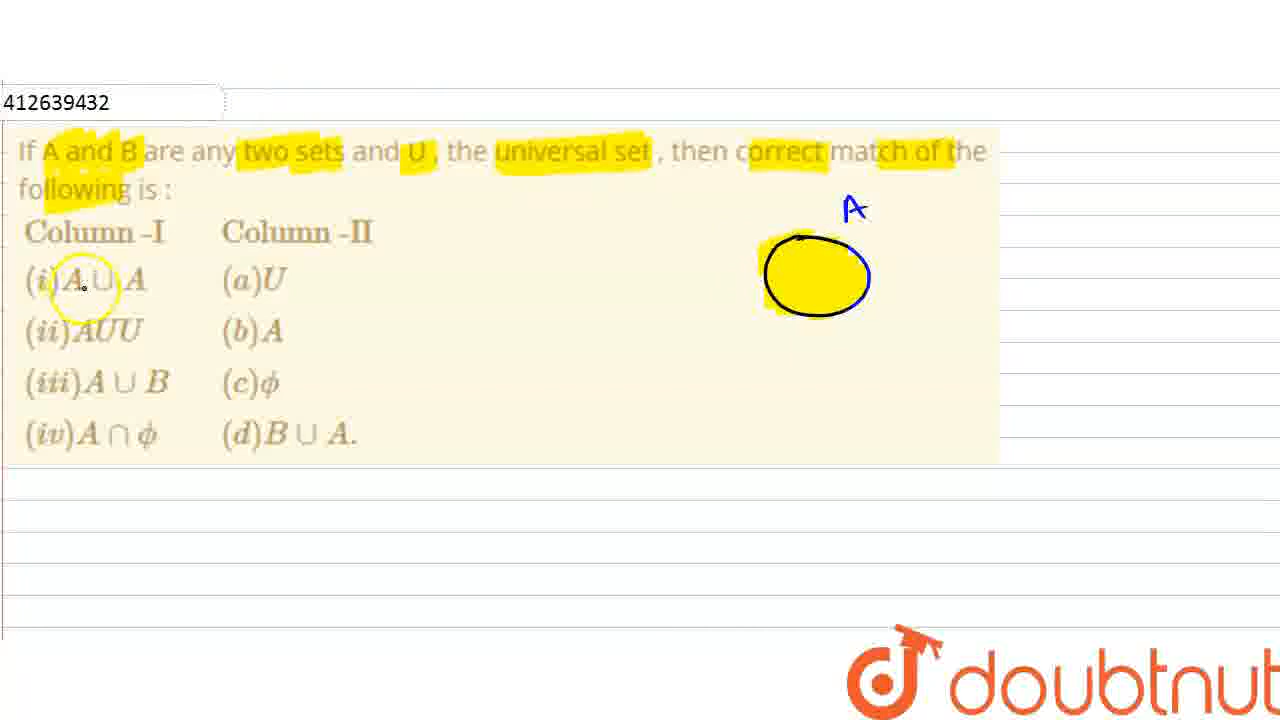 412639432
If A and B are any two sets and U , the universal set , then correct match of the
following is :
Column -I Column -II
A
(i)A ∪ A (a)U
(ii)AUU (b)A
(iii)A ∪ B (c)ϕ
(iv)A ∩ ϕ (d)B ∪ A.
doubtnut